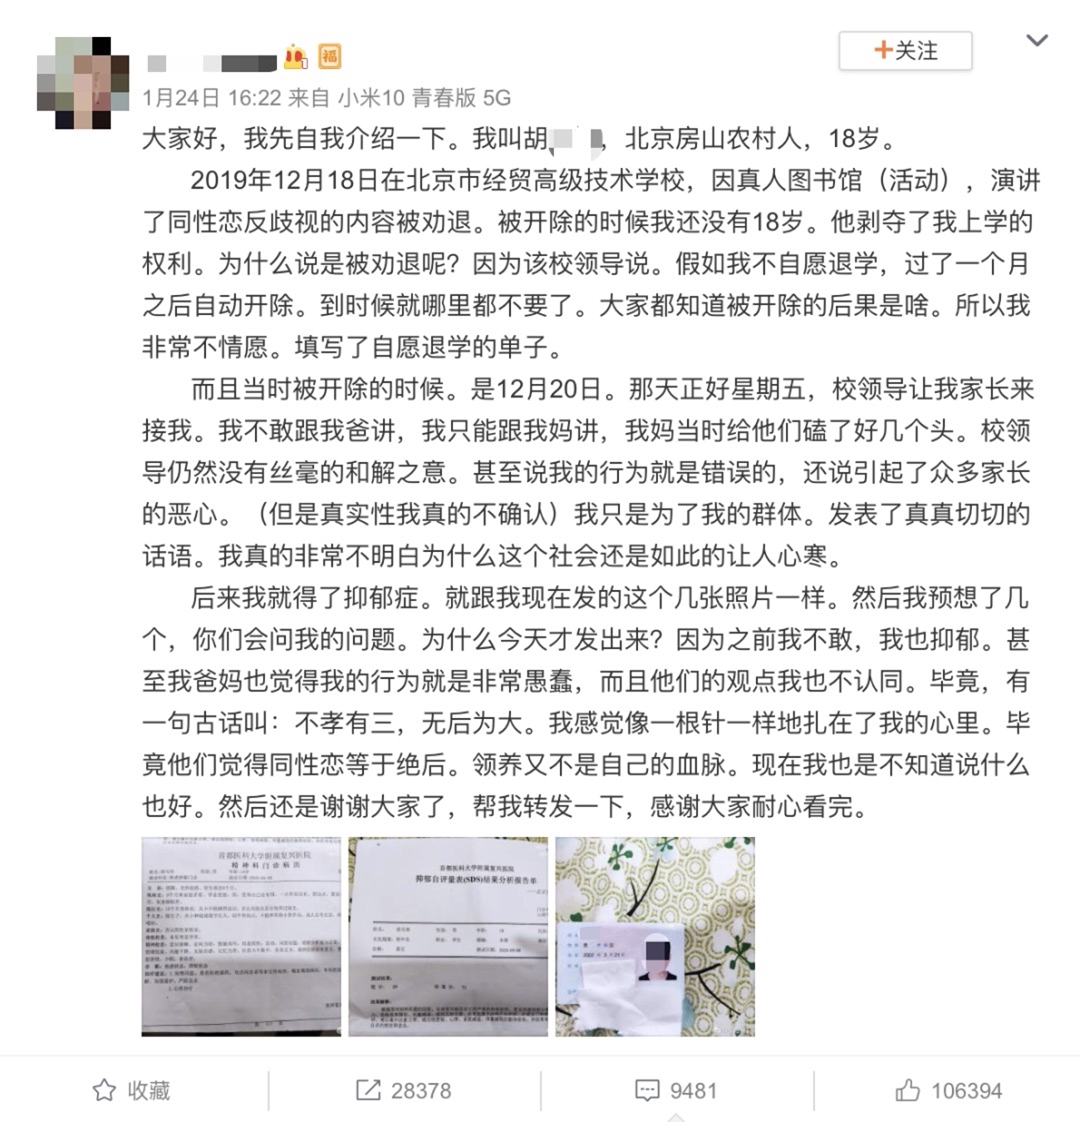 福
+关注
1月24日 16:22 来自 小米10 青春版 5G
大家好，我先自我介绍一下。我叫胡，北京房山农村人，18岁。
2019年12月18日在北京市经贸高级技术学校，因真人图书馆（活动），演讲
了同性恋反歧视的内容被劝退。被开除的时候我还没有18岁。他剥夺了我上学的
权利。为什么说是被劝退呢？因为该校领导说。假如我不自愿退学，过了一个月
之后自动开除。到时候就哪里都不要了。大家都知道被开除的后果是啥。所以我
非常不情愿。填写了自愿退学的单子。
而且当时被开除的时候。是12月20日。那天正好星期五，校领导让我家长来
接我。我不敢跟我爸讲，我只能跟我妈讲，我妈当时给他们磕了好几个头。校领
导仍然没有丝毫的和解之意。甚至说我的行为就是错误的，还说引起了众多家长
的恶心。（但是真实性我真的不确认）我只是为了我的群体。发表了真真切切的
话语。我真的非常不明白为什么这个社会还是如此的让人心寒。
后来我就得了抑郁症。就跟我现在发的这个几张照片一样。然后我预想了几
个，你们会问我的问题。为什么今天才发出来？因为之前我不敢，我也抑郁。甚
至我爸妈也觉得我的行为就是非常愚蠢，而且他们的观点我也不认同。毕竟，有
一句古话叫：不孝有三，无后为大。我感觉像一根针一样地扎在了我的心里。毕
竟他们觉得同性恋等于绝后。领养又不是自己的血脉。现在我也是不知道说什么
也好。然后还是谢谢大家了，帮我转发一下，感谢大家耐心看完。
首都医科大学附属复兴医院
精神科门诊病历
首都医科大学附属复兴医院
抑郁自评量表(SDS)结果分析报告单
收藏
28378
9481
106394